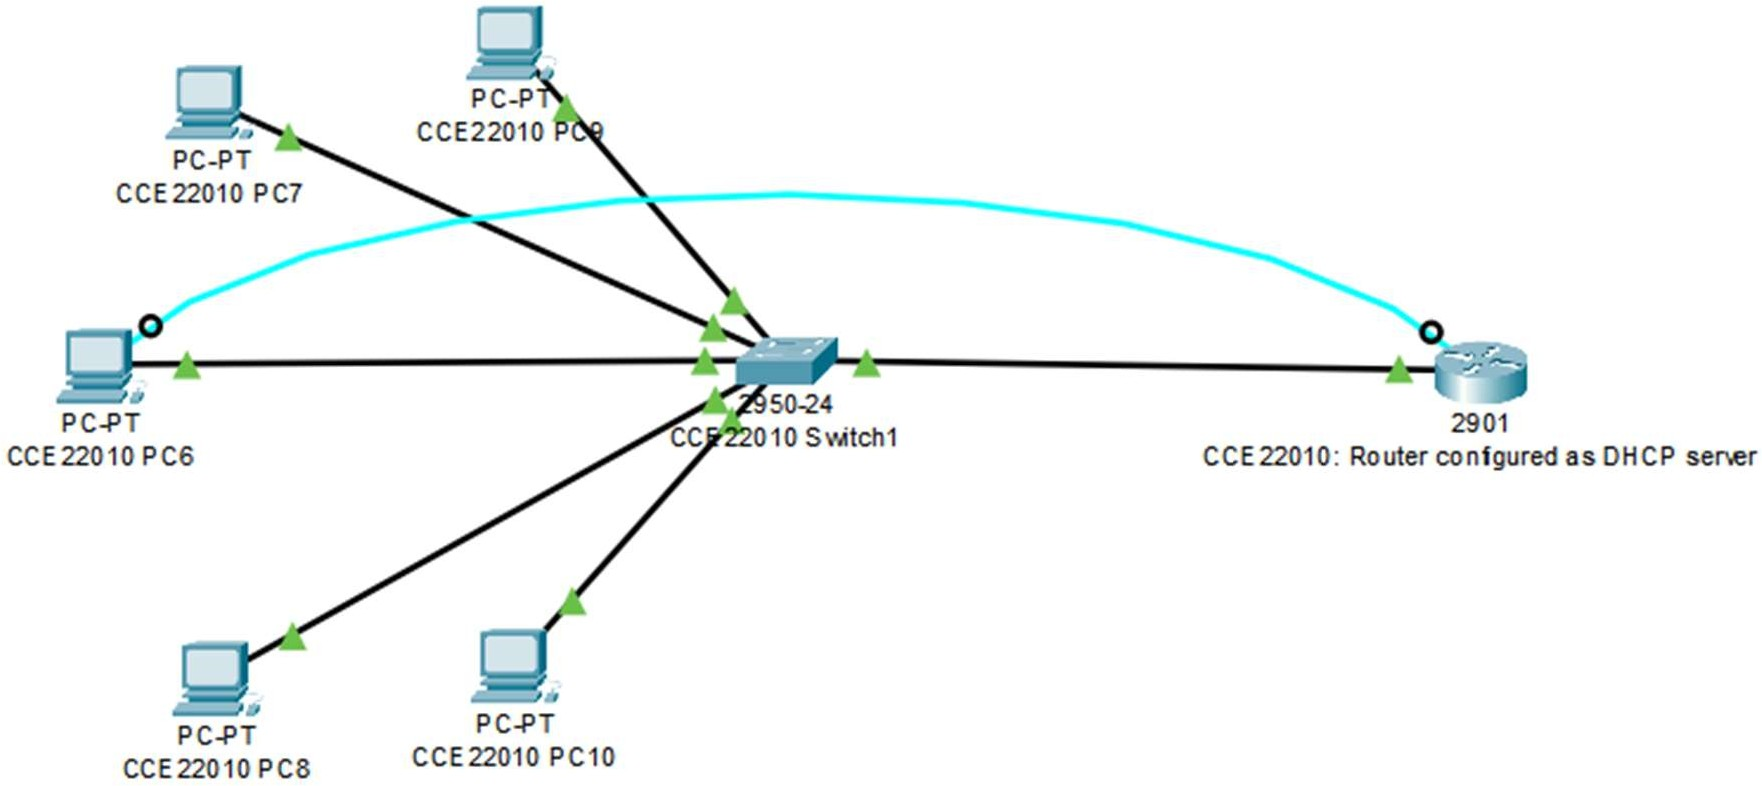 PC-PT
CCE22010 PC9
PC-PT
CCE22010 PC7
PC-PT
CCE22010 PC6
2950-24
CCE22010 Switch1
2901
CCE22010: Router configured as DHCP server
PC-PT
CCE22010 PC8
PC-PT
CCE22010 PC10